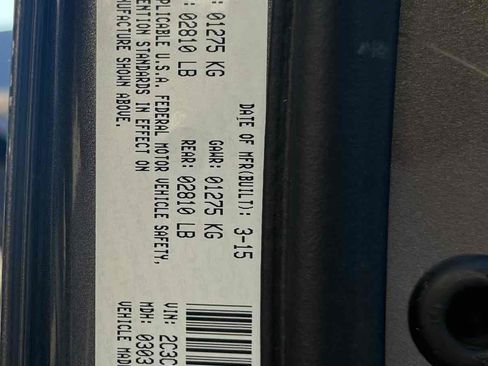 DATE OF MFR(BUILT): 3-15
: 01275 KG GAWR: 01275 KG
: 02810 LB REAR: 02810 LB
PLICABLE U.S.A. FEDERAL MOTOR VEHICLE SAFETY,
ENTION STANDARDS IN EFFECT ON
NUFACTURE SHOWN ABOVE.
VIN: 2C3C
MDH: 0303
VEHICLE MADE